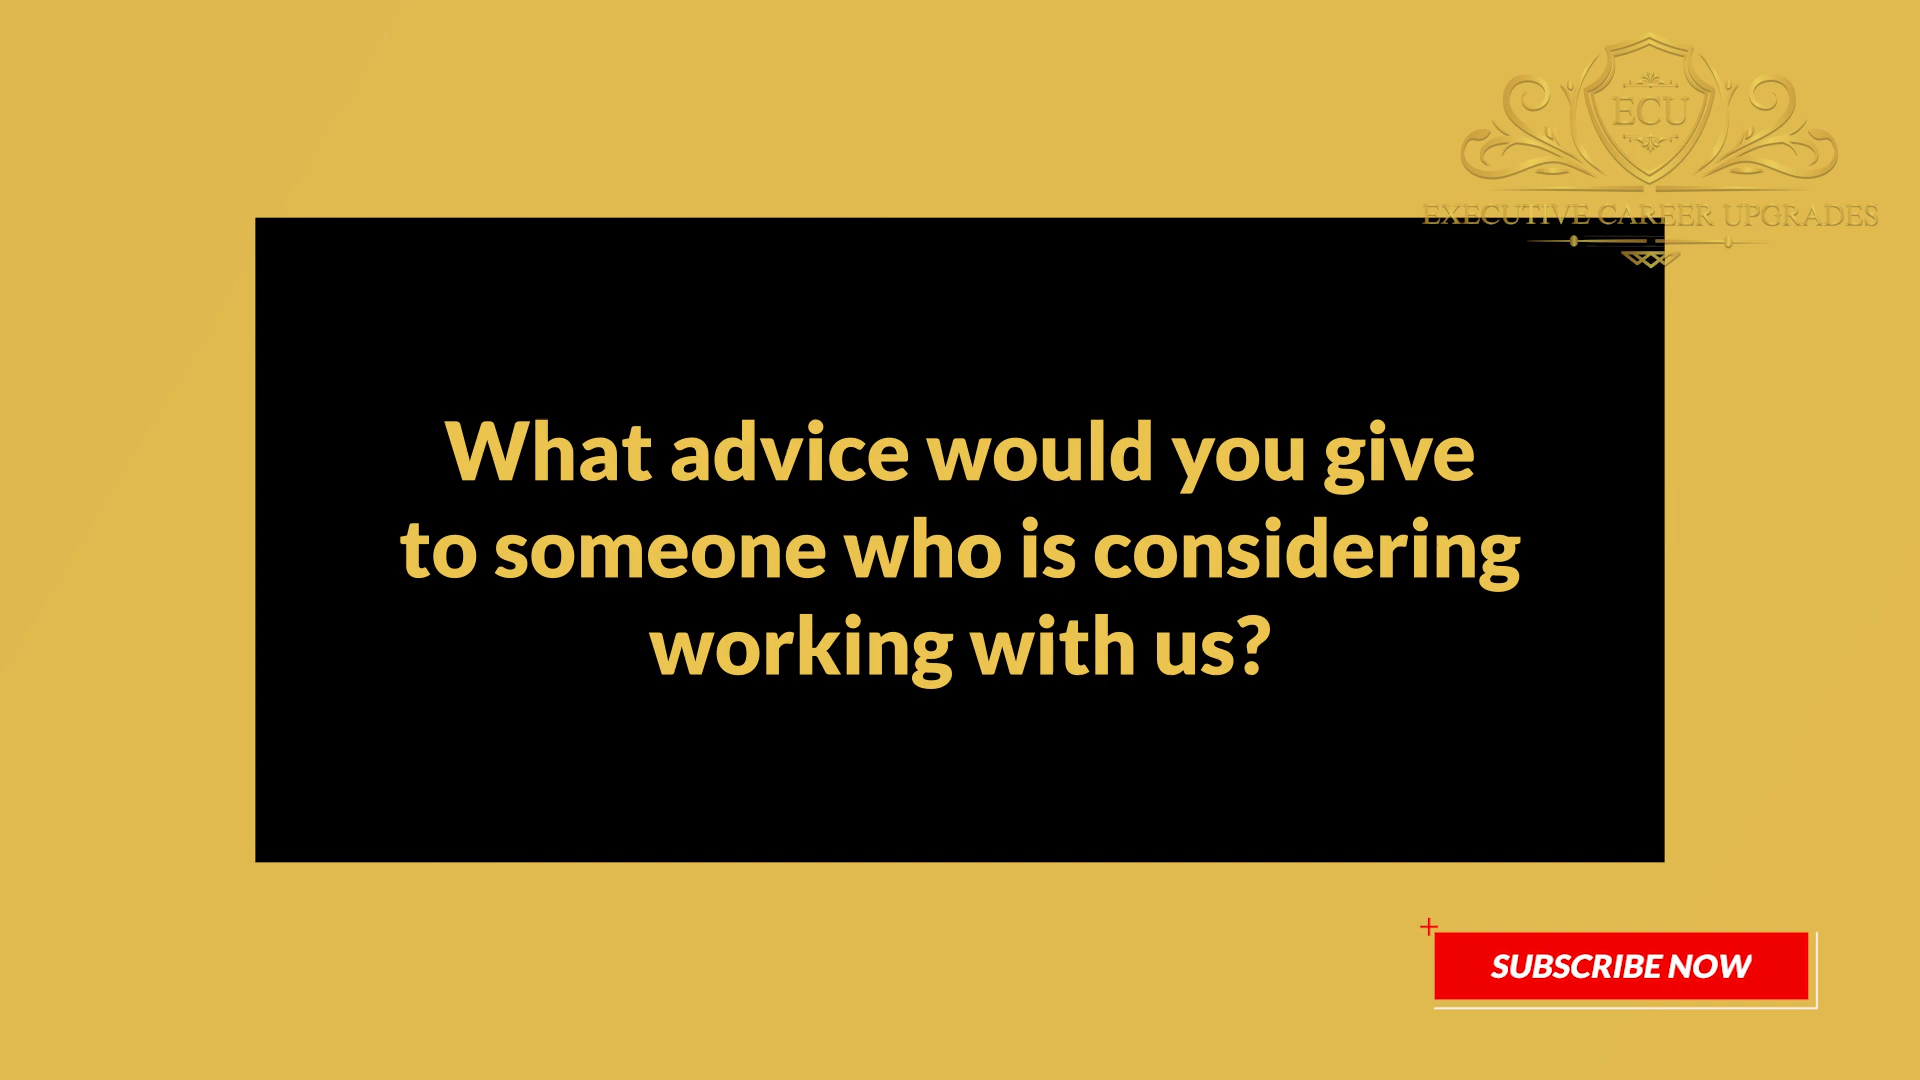 ECU
EXECUTIVE CAREER UPGRADES
What advice would you give
to someone who is considering
working with us?
SUBSCRIBE NOW